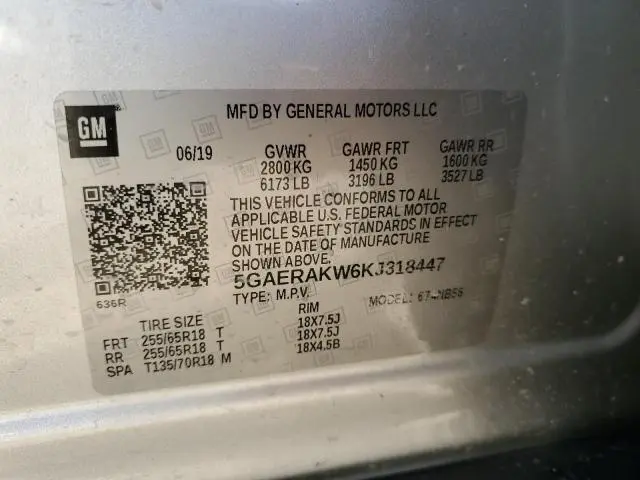 GM
MFD BY GENERAL MOTORS LLC
06/19 GVWR GAWR FRT GAWR RR
2800 KG 1450 KG 1600 KG
6173 LB 3196 LB 3527 LB
THIS VEHICLE CONFORMS TO ALL
APPLICABLE U.S. FEDERAL MOTOR
VEHICLE SAFETY STANDARDS IN EFFECT
ON THE DATE OF MANUFACTURE
SHOWN ABOVE.
5GAERAKW6KJ318447
636R
TYPE: M.P.V. MODEL:
TIRE SIZE RIM
FRT 255/65R18 T 18X7.5J
RR 255/65R18 T 18X7.5J
SPA T135/70R18 M 18X4.5B